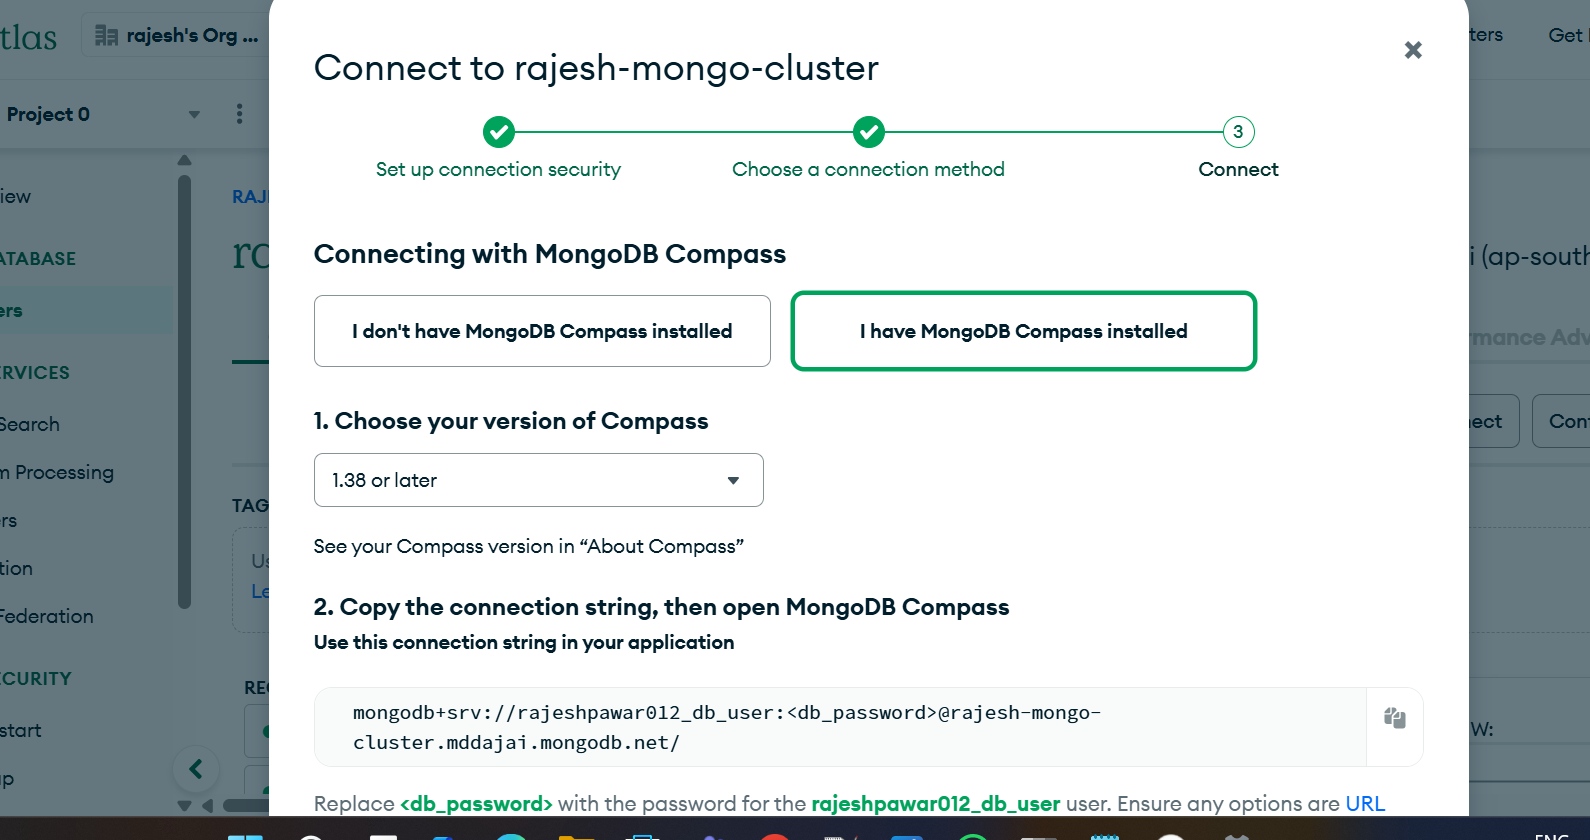 tlas
rajesh's Org ...
ters
Get
Project 0
Connect to rajesh-mongo-cluster
3
Set up connection security
Choose a connection method
Connect
iew
RAJ
ATABASE
ers
ERVICES
Search
m Processing
rs
tion
Federation
ECURITY
start
up
Connecting with MongoDB Compass
i (ap-south
I don't have MongoDB Compass installed
I have MongoDB Compass installed
rmance Adv
1. Choose your version of Compass
nect
Con
1.38 or later
TAG
See your Compass version in “About Compass”
Us
Le
2. Copy the connection string, then open MongoDB Compass
Use this connection string in your application
REC
mongodb+srv://rajeshpawar012_db_user:<db_password>@rajesh-mongo-
cluster.mddajai.mongodb.net/
W:
Replace <db_password> with the password for the rajeshpawar012_db_user user. Ensure any options are URL
ENG